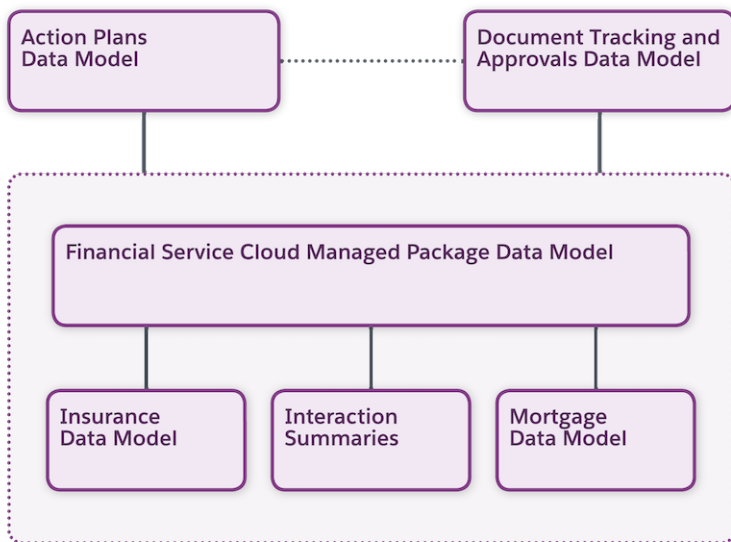 Action Plans
Data Model
Document Tracking and
Approvals Data Model
Financial Service Cloud Managed Package Data Model
Insurance
Data Model
Interaction
Summaries
Mortgage
Data Model